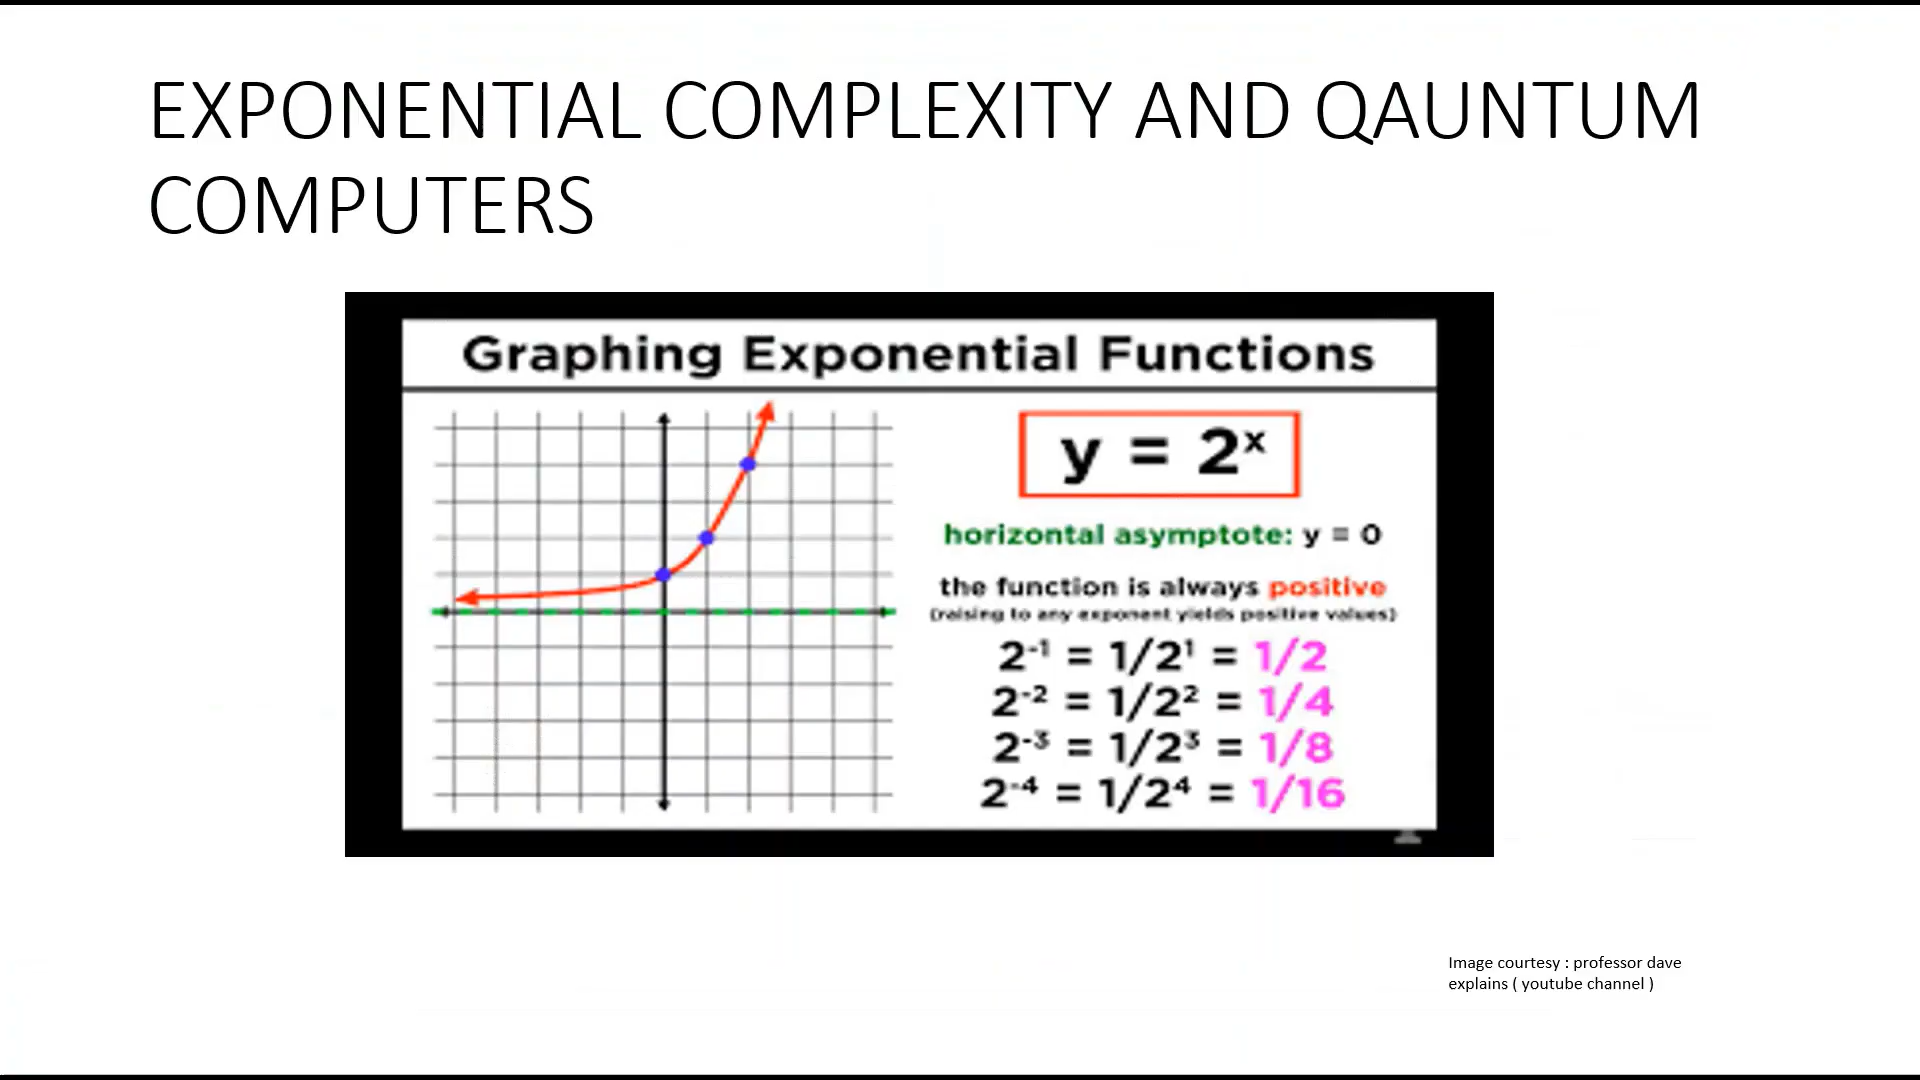 EXPONENTIAL COMPLEXITY AND QAUNTUM
COMPUTERS
Graphing Exponential Functions
y = 2ˣ
horizontal asymptote: y = 0
the function is always positive
(raising to any exponent yields positive values)
2⁻¹ = 1/2¹ = 1/2
2⁻² = 1/2² = 1/4
2⁻³ = 1/2³ = 1/8
2⁻⁴ = 1/2⁴ = 1/16
Image courtesy : professor dave
explains ( youtube channel )